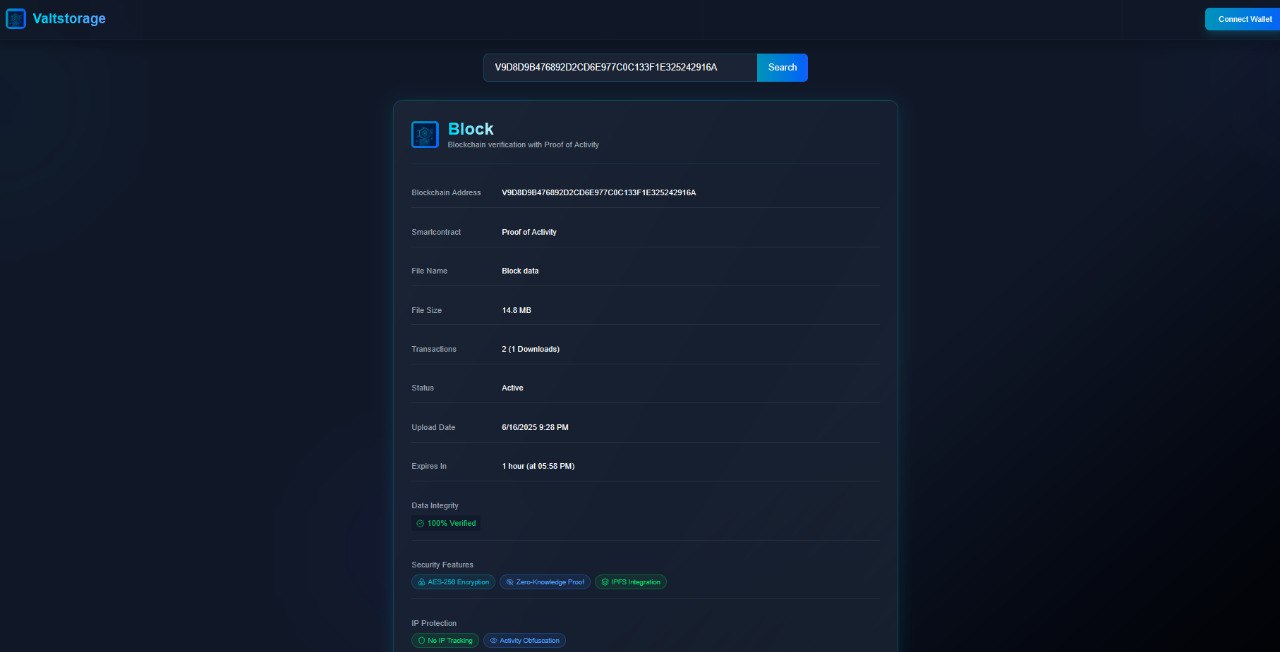 Valtstorage
Connect Wallet
V9D8D9B476892D2CD6E977C0C133F1E325242916A
Search
Block
Blockchain verification with Proof of Activity
Blockchain Address V9D8D9B476892D2CD6E977C0C133F1E325242916A
Smartcontract Proof of Activity
File Name Block data
File Size 14.8 MB
Transactions 2 (1 Downloads)
Status Active
Upload Date 6/16/2025 9:28 PM
Expires In 1 hour (at 05:58 PM)
Data Integrity
100% Verified
Security Features
AES-256 Encryption Zero-Knowledge Proof IPFS Integration
IP Protection
No IP Tracking Activity Obfuscation